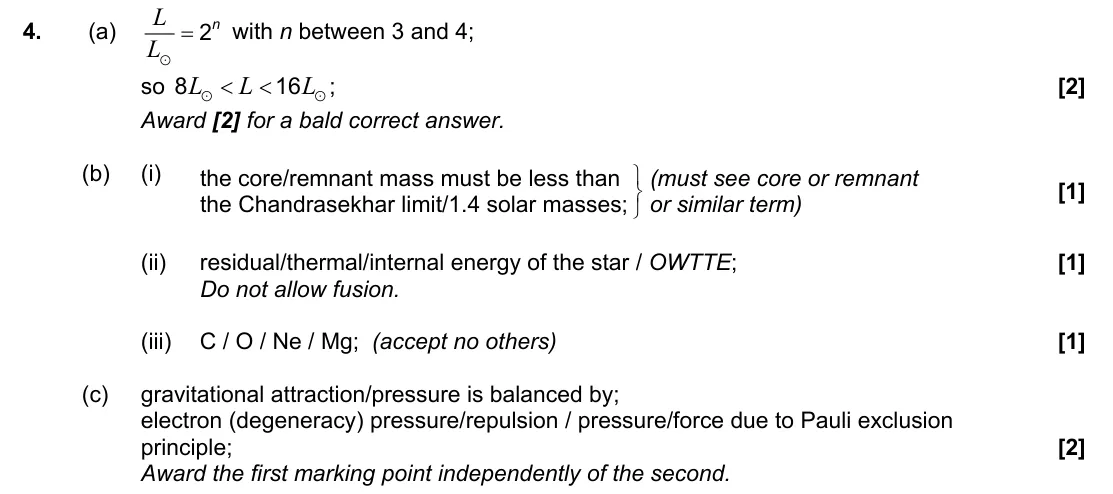 4. (a) L/L⊙ = 2ⁿ with n between 3 and 4;
so 8L⊙ < L < 16L⊙; [2]
Award [2] for a bald correct answer.
(b) (i) the core/remnant mass must be less than } (must see core or remnant
the Chandrasekhar limit/1.4 solar masses; } or similar term) [1]
(ii) residual/thermal/internal energy of the star / OWTTE; [1]
Do not allow fusion.
(iii) C / O / Ne / Mg; (accept no others) [1]
(c) gravitational attraction/pressure is balanced by;
electron (degeneracy) pressure/repulsion / pressure/force due to Pauli exclusion
principle; [2]
Award the first marking point independently of the second.